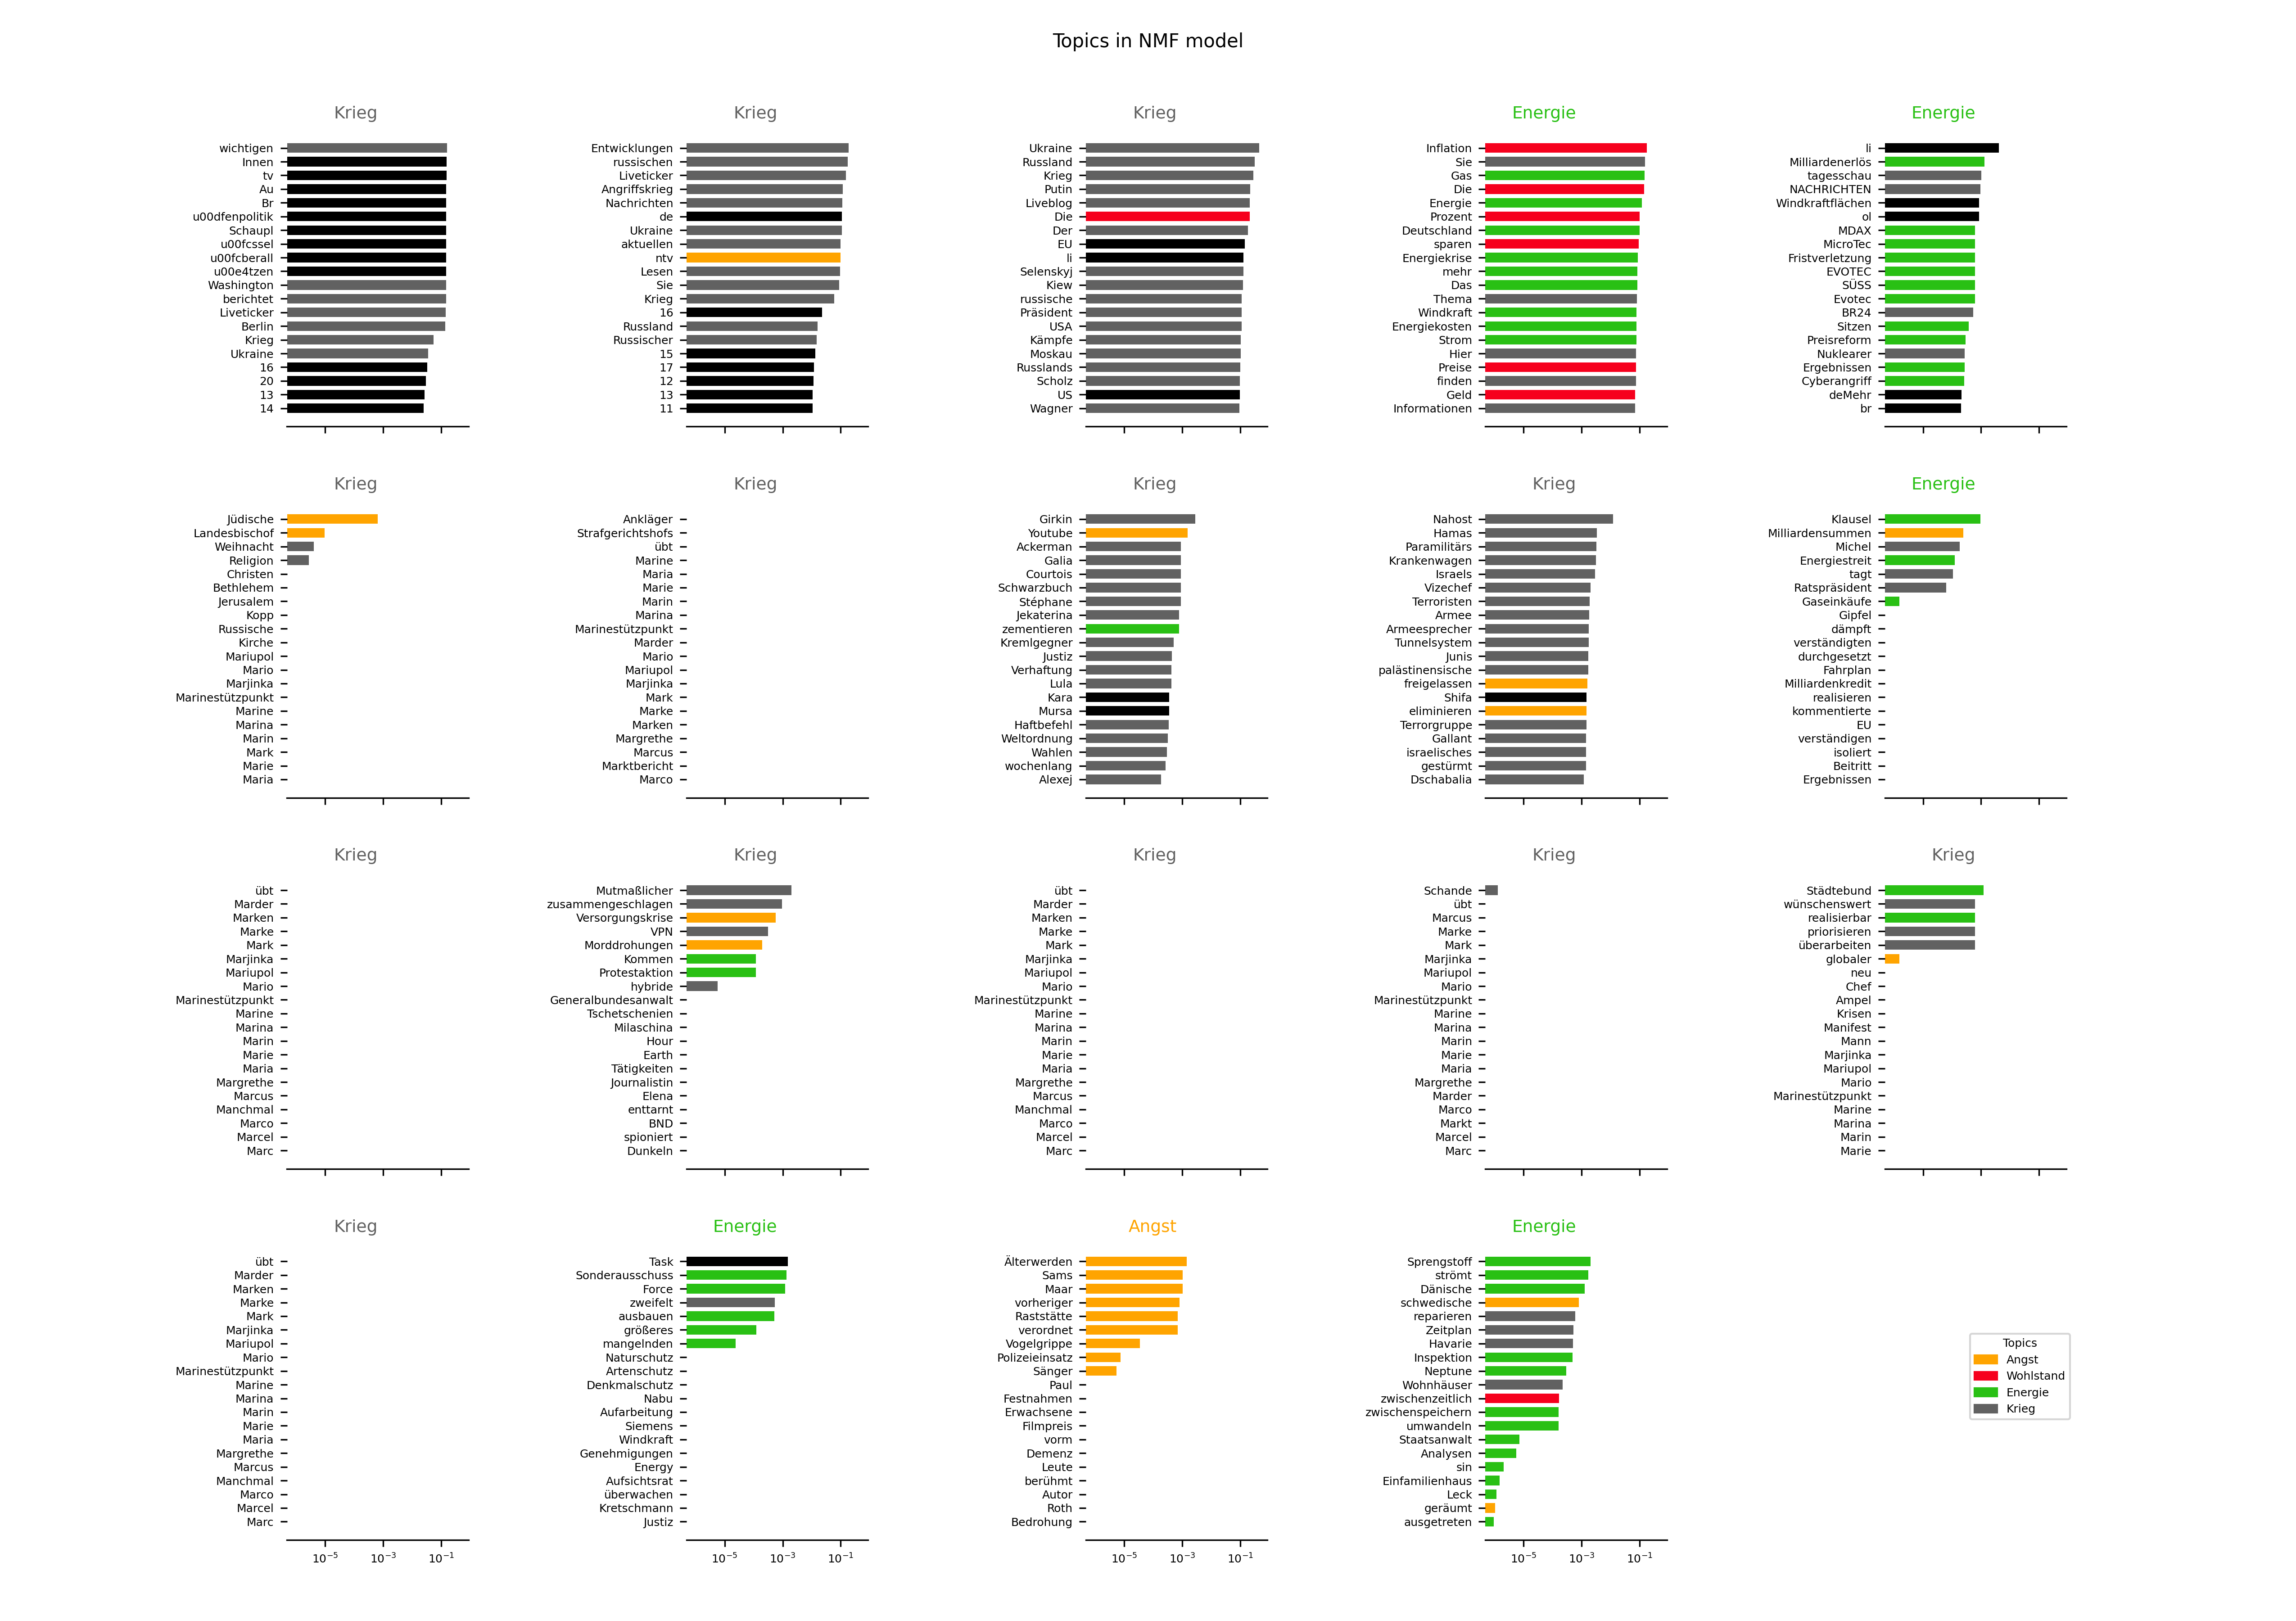 Topics in NMF model
Krieg
wichtigen
Innen
tv
Au
Br
u00dfenpolitik
Schaupl
u00fcssel
u00fcberall
u00e4tzen
Washington
berichtet
Liveticker
Berlin
Krieg
Ukraine
16
20
13
14
Krieg
Entwicklungen
russischen
Liveticker
Angriffskrieg
Nachrichten
de
Ukraine
aktuellen
ntv
Lesen
Sie
Krieg
16
Russland
Russischer
15
17
12
13
11
Krieg
Ukraine
Russland
Krieg
Putin
Liveblog
Die
Der
EU
li
Selenskyj
Kiew
russische
Präsident
USA
Kämpfe
Moskau
Russlands
Scholz
US
Wagner
Energie
Inflation
Sie
Gas
Die
Energie
Prozent
Deutschland
sparen
Energiekrise
mehr
Das
Thema
Windkraft
Energiekosten
Strom
Hier
Preise
finden
Geld
Informationen
Energie
li
Milliardenerlös
tagesschau
NACHRICHTEN
Windkraftflächen
ol
MDAX
MicroTec
Fristverletzung
EVOTEC
SÜSS
Evotec
BR24
Sitzen
Preisreform
Nuklearer
Ergebnissen
Cyberangriff
deMehr
br
Krieg
Jüdische
Landesbischof
Weihnacht
Religion
Christen
Bethlehem
Jerusalem
Kopp
Russische
Kirche
Mariupol
Mario
Marjinka
Marinestützpunkt
Marine
Marina
Marin
Mark
Marie
Maria
Krieg
Ankläger
Strafgerichtshofs
übt
Marine
Maria
Marie
Marin
Marina
Marinestützpunkt
Marder
Mario
Mariupol
Marjinka
Mark
Marke
Marken
Margrethe
Marcus
Marktbericht
Marco
Krieg
Girkin
Youtube
Ackerman
Galia
Courtois
Schwarzbuch
Stéphane
Jekaterina
zementieren
Kremlgegner
Justiz
Verhaftung
Lula
Kara
Mursa
Haftbefehl
Weltordnung
Wahlen
wochenlang
Alexej
Krieg
Nahost
Hamas
Paramilitärs
Krankenwagen
Israels
Vizechef
Terroristen
Armee
Armeesprecher
Tunnelsystem
Junis
palästinensische
freigelassen
Shifa
eliminieren
Terrorgruppe
Gallant
israelisches
gestürmt
Dschabalia
Energie
Klausel
Milliardensummen
Michel
Energiestreit
tagt
Ratspräsident
Gaseinkäufe
Gipfel
dämpft
verständigten
durchgesetzt
Fahrplan
Milliardenkredit
realisieren
kommentierte
EU
verständigen
isoliert
Beitritt
Ergebnissen
Krieg
übt
Marder
Marken
Marke
Mark
Marjinka
Mariupol
Mario
Marinestützpunkt
Marine
Marina
Marin
Marie
Maria
Margrethe
Marcus
Manchmal
Marco
Marcel
Marc
Krieg
Mutmaßlicher
zusammengeschlagen
Versorgungskrise
VPN
Morddrohungen
Kommen
Protestaktion
hybride
Generalbundesanwalt
Tschetschenien
Milaschina
Hour
Earth
Tätigkeiten
Journalistin
Elena
enttarnt
BND
spioniert
Dunkeln
Krieg
übt
Marder
Marken
Marke
Mark
Marjinka
Mariupol
Mario
Marinestützpunkt
Marine
Marina
Marin
Marie
Maria
Margrethe
Marcus
Manchmal
Marco
Marcel
Marc
Krieg
Schande
übt
Marcus
Marke
Mark
Marjinka
Mariupol
Mario
Marinestützpunkt
Marine
Marina
Marin
Marie
Maria
Margrethe
Marder
Marco
Markt
Marcel
Marc
Krieg
Städtebund
wünschenswert
realisierbar
priorisieren
überarbeiten
globaler
neu
Chef
Ampel
Krisen
Manifest
Mann
Marjinka
Mariupol
Mario
Marinestützpunkt
Marine
Marina
Marin
Marie
Krieg
übt
Marder
Marken
Marke
Mark
Marjinka
Mariupol
Mario
Marinestützpunkt
Marine
Marina
Marin
Marie
Maria
Margrethe
Marcus
Manchmal
Marco
Marcel
Marc
10⁻⁵ 10⁻³ 10⁻¹
Energie
Task
Sonderausschuss
Force
zweifelt
ausbauen
größeres
mangelnden
Naturschutz
Artenschutz
Denkmalschutz
Nabu
Aufarbeitung
Siemens
Windkraft
Genehmigungen
Energy
Aufsichtsrat
überwachen
Kretschmann
Justiz
10⁻⁵ 10⁻³ 10⁻¹
Angst
Älterwerden
Sams
Maar
vorheriger
Raststätte
verordnet
Vogelgrippe
Polizeieinsatz
Sänger
Paul
Festnahmen
Erwachsene
Filmpreis
vorm
Demenz
Leute
berühmt
Autor
Roth
Bedrohung
10⁻⁵ 10⁻³ 10⁻¹
Energie
Sprengstoff
strömt
Dänische
schwedische
reparieren
Zeitplan
Havarie
Inspektion
Neptune
Wohnhäuser
zwischenzeitlich
zwischenspeichern
umwandeln
Staatsanwalt
Analysen
sin
Einfamilienhaus
Leck
geräumt
ausgetreten
10⁻⁵ 10⁻³ 10⁻¹
Topics
Angst
Wohlstand
Energie
Krieg